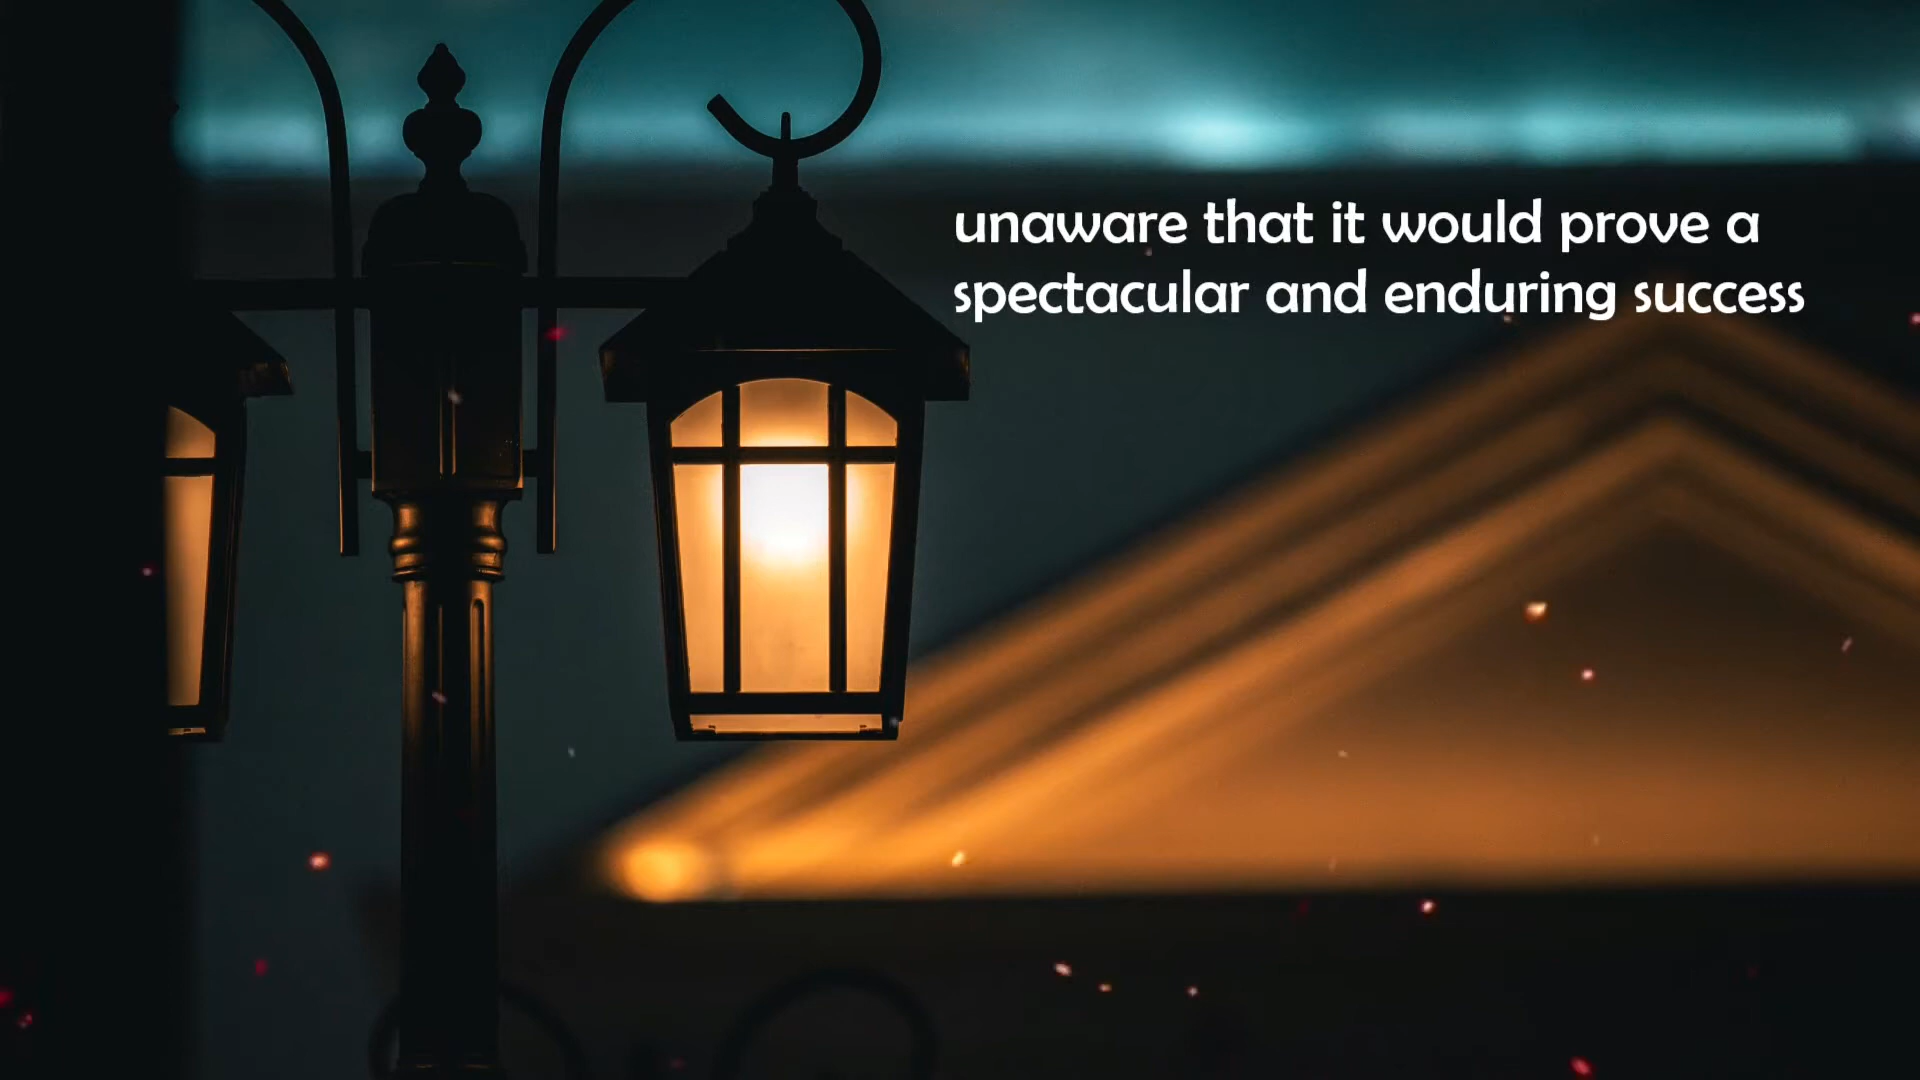 unaware that it would prove a
spectacular and enduring success